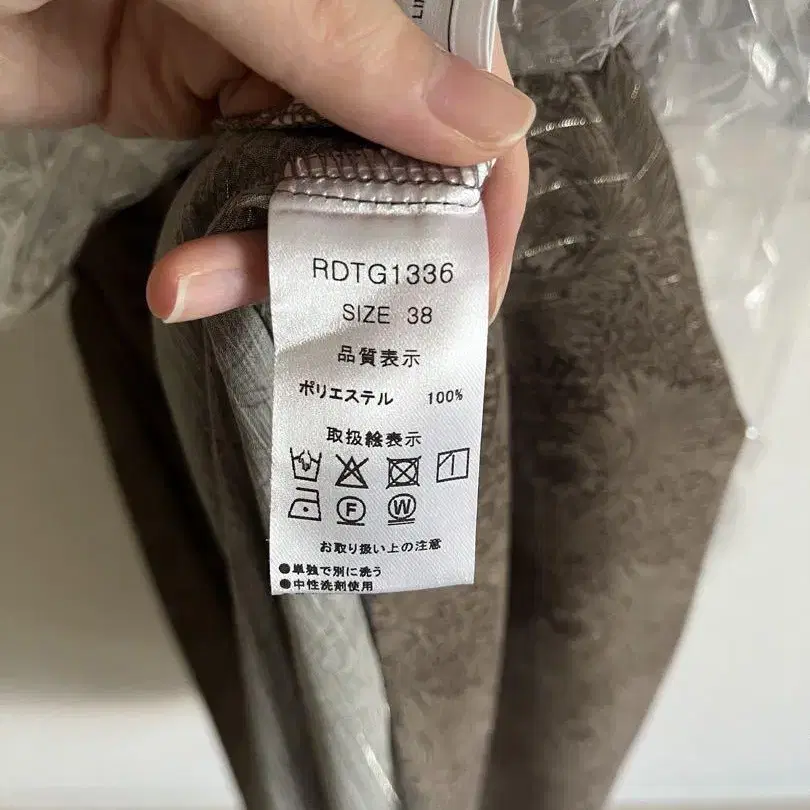 RDTG1336
SIZE 38
品質表示
ポリエステル 100%
取扱絵表示
F W
お取り扱い上の注意
●単独で別に洗う
●中性洗剤使用